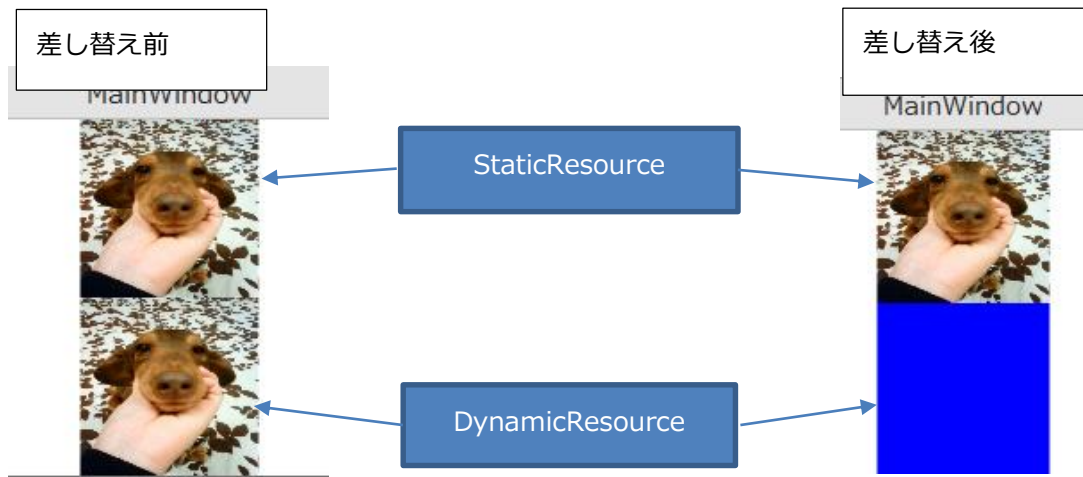 差し替え前
差し替え後
MainWindow
MainWindow
StaticResource
DynamicResource